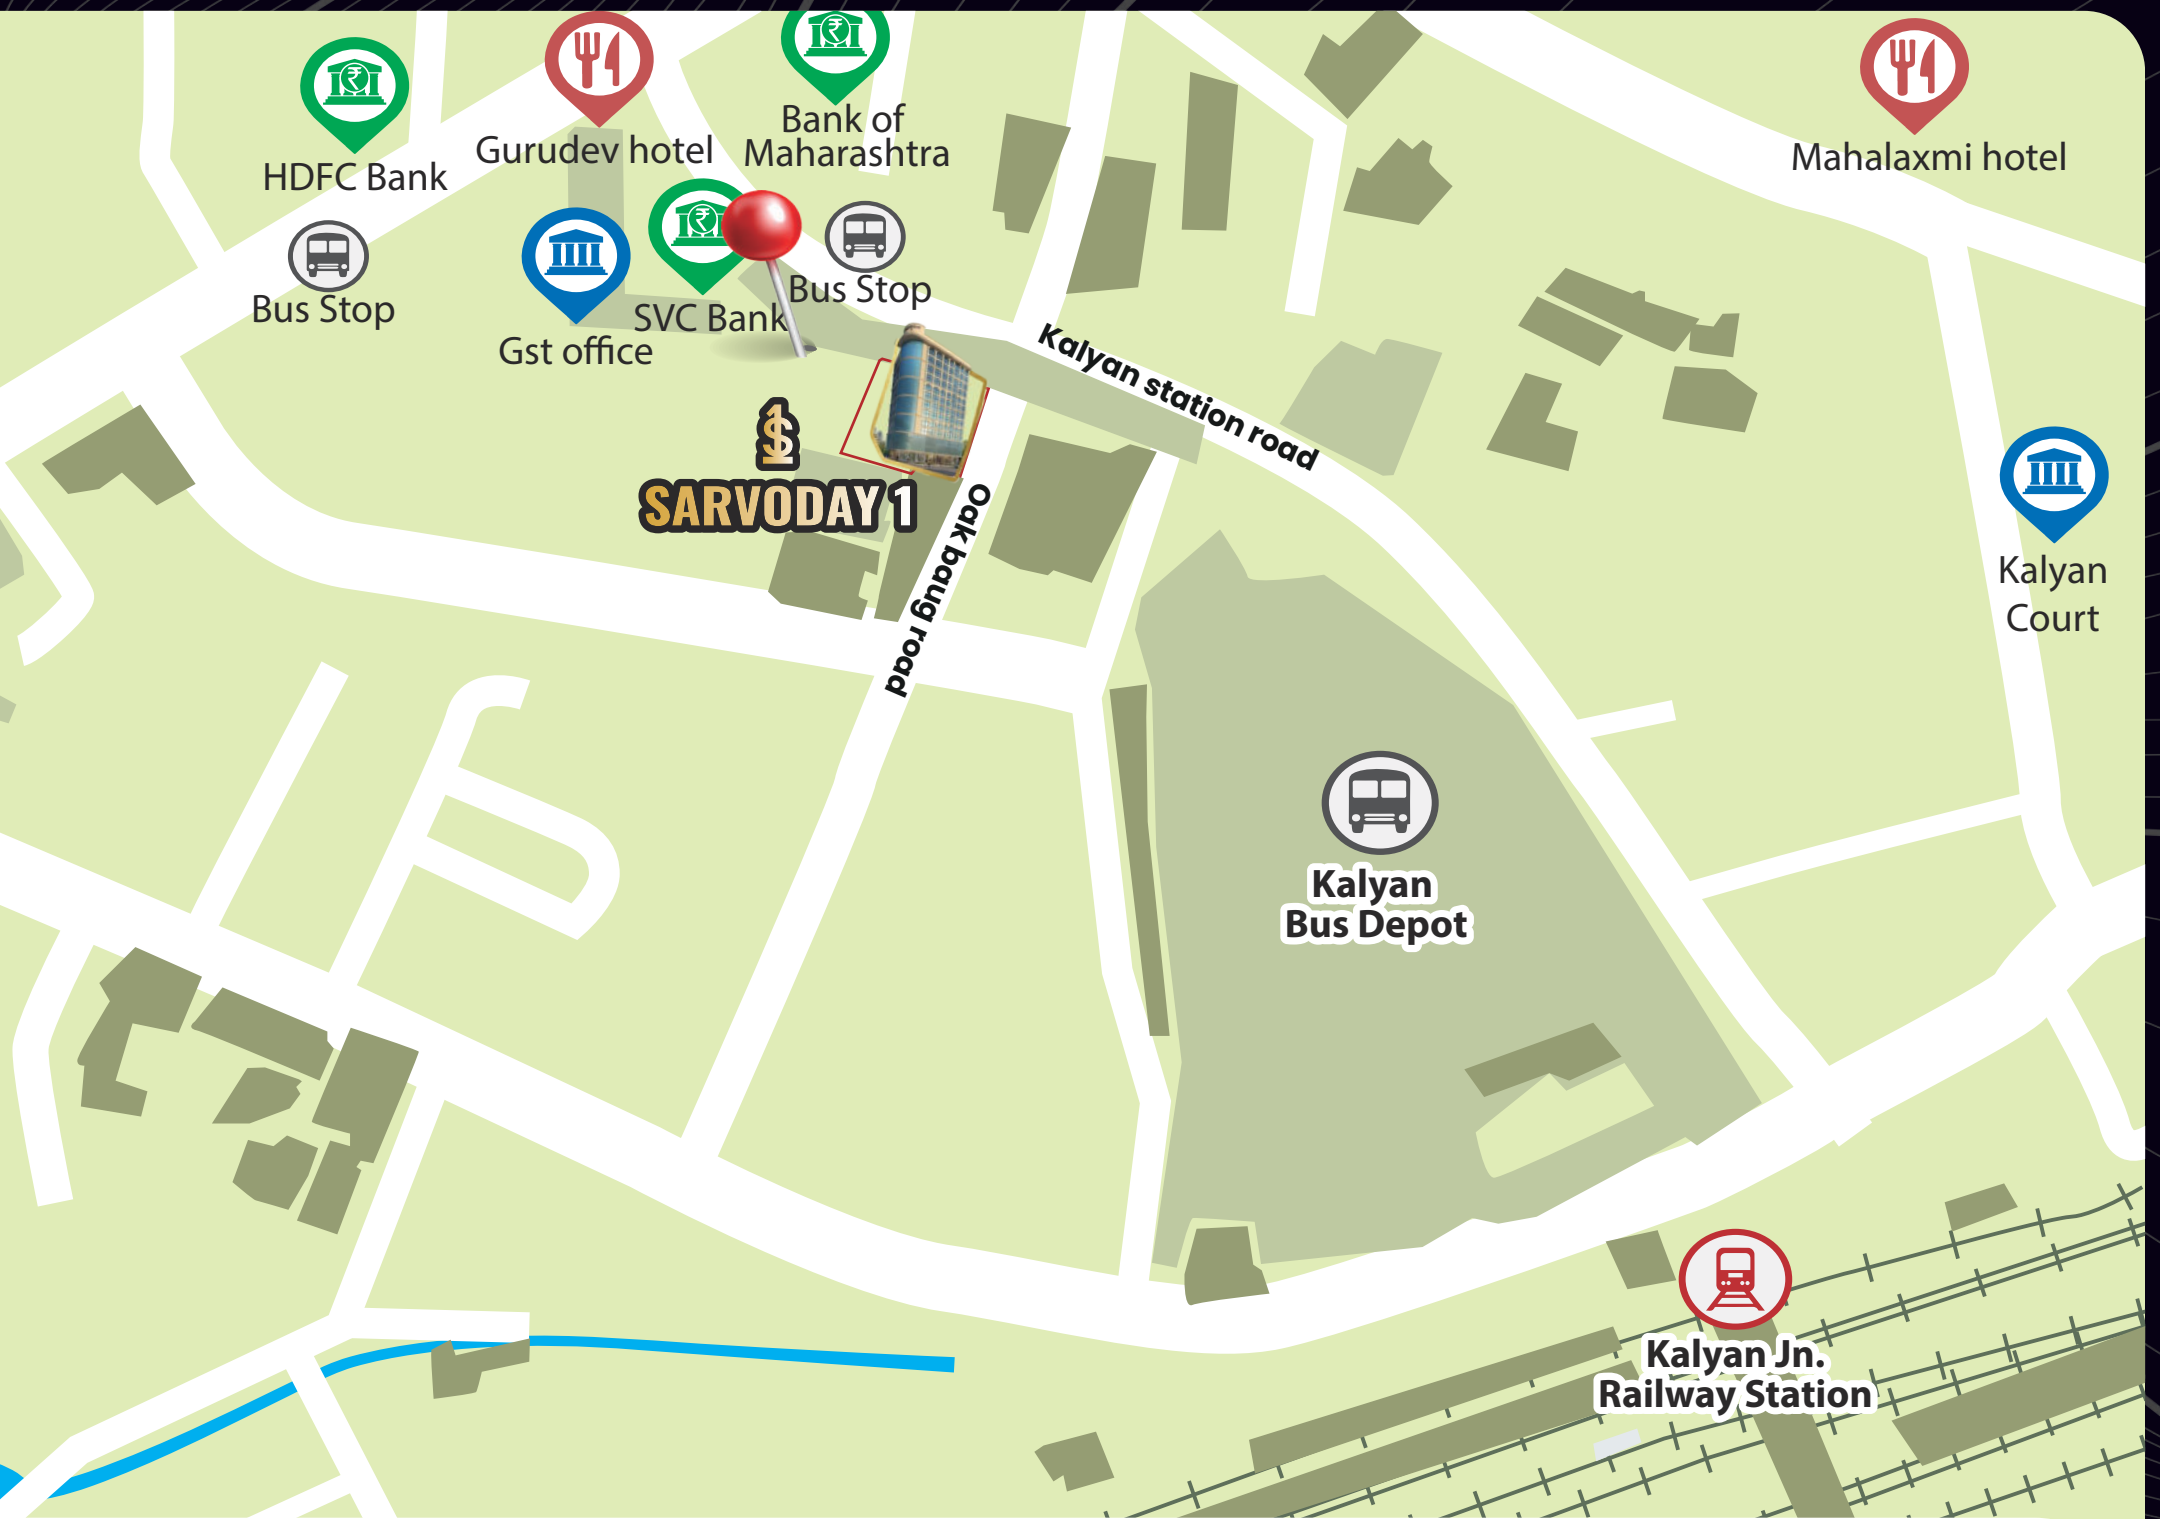 HDFC Bank
Gurudev hotel
Bank of
Maharashtra
Mahalaxmi hotel
Bus Stop
Gst office
SVC Bank
Bus Stop
Kalyan station road
SARVODAY 1
Oak baug road
Kalyan
Court
Kalyan
Bus Depot
Kalyan Jn.
Railway Station